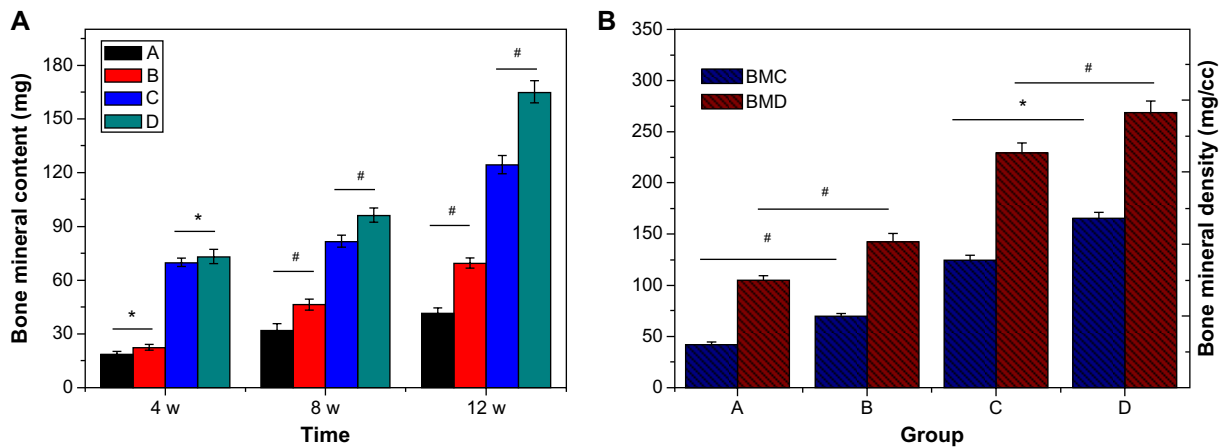 A
Bone mineral content (mg)
180
150
120
90
60
30
0
A
B
C
D
*
*
#
#
#
#
4 w
8 w
12 w
Time
B
350
300
250
200
150
100
50
0
BMC
BMD
#
#
*
#
A
B
C
D
Group
Bone mineral density (mg/cc)